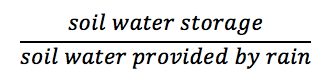 soil water storage
soil water provided by rain